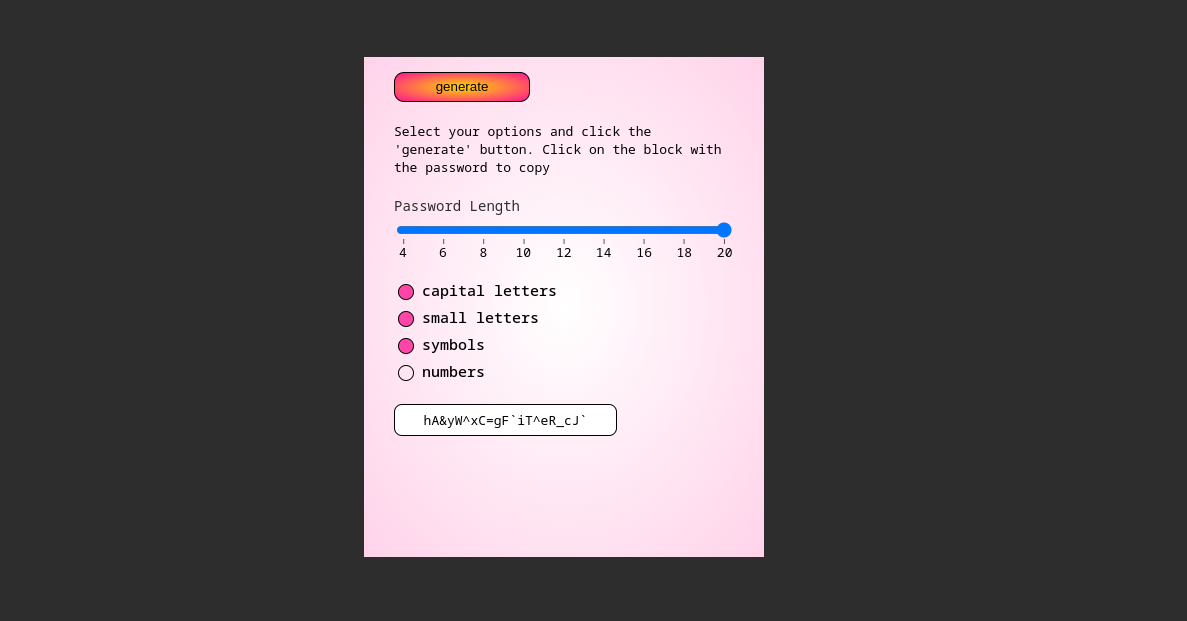 generate
Select your options and click the
'generate' button. Click on the block with
the password to copy
Password Length
4 6 8 10 12 14 16 18 20
capital letters
small letters
symbols
numbers
hA&yW^xC=gF`iT^eR_cJ`